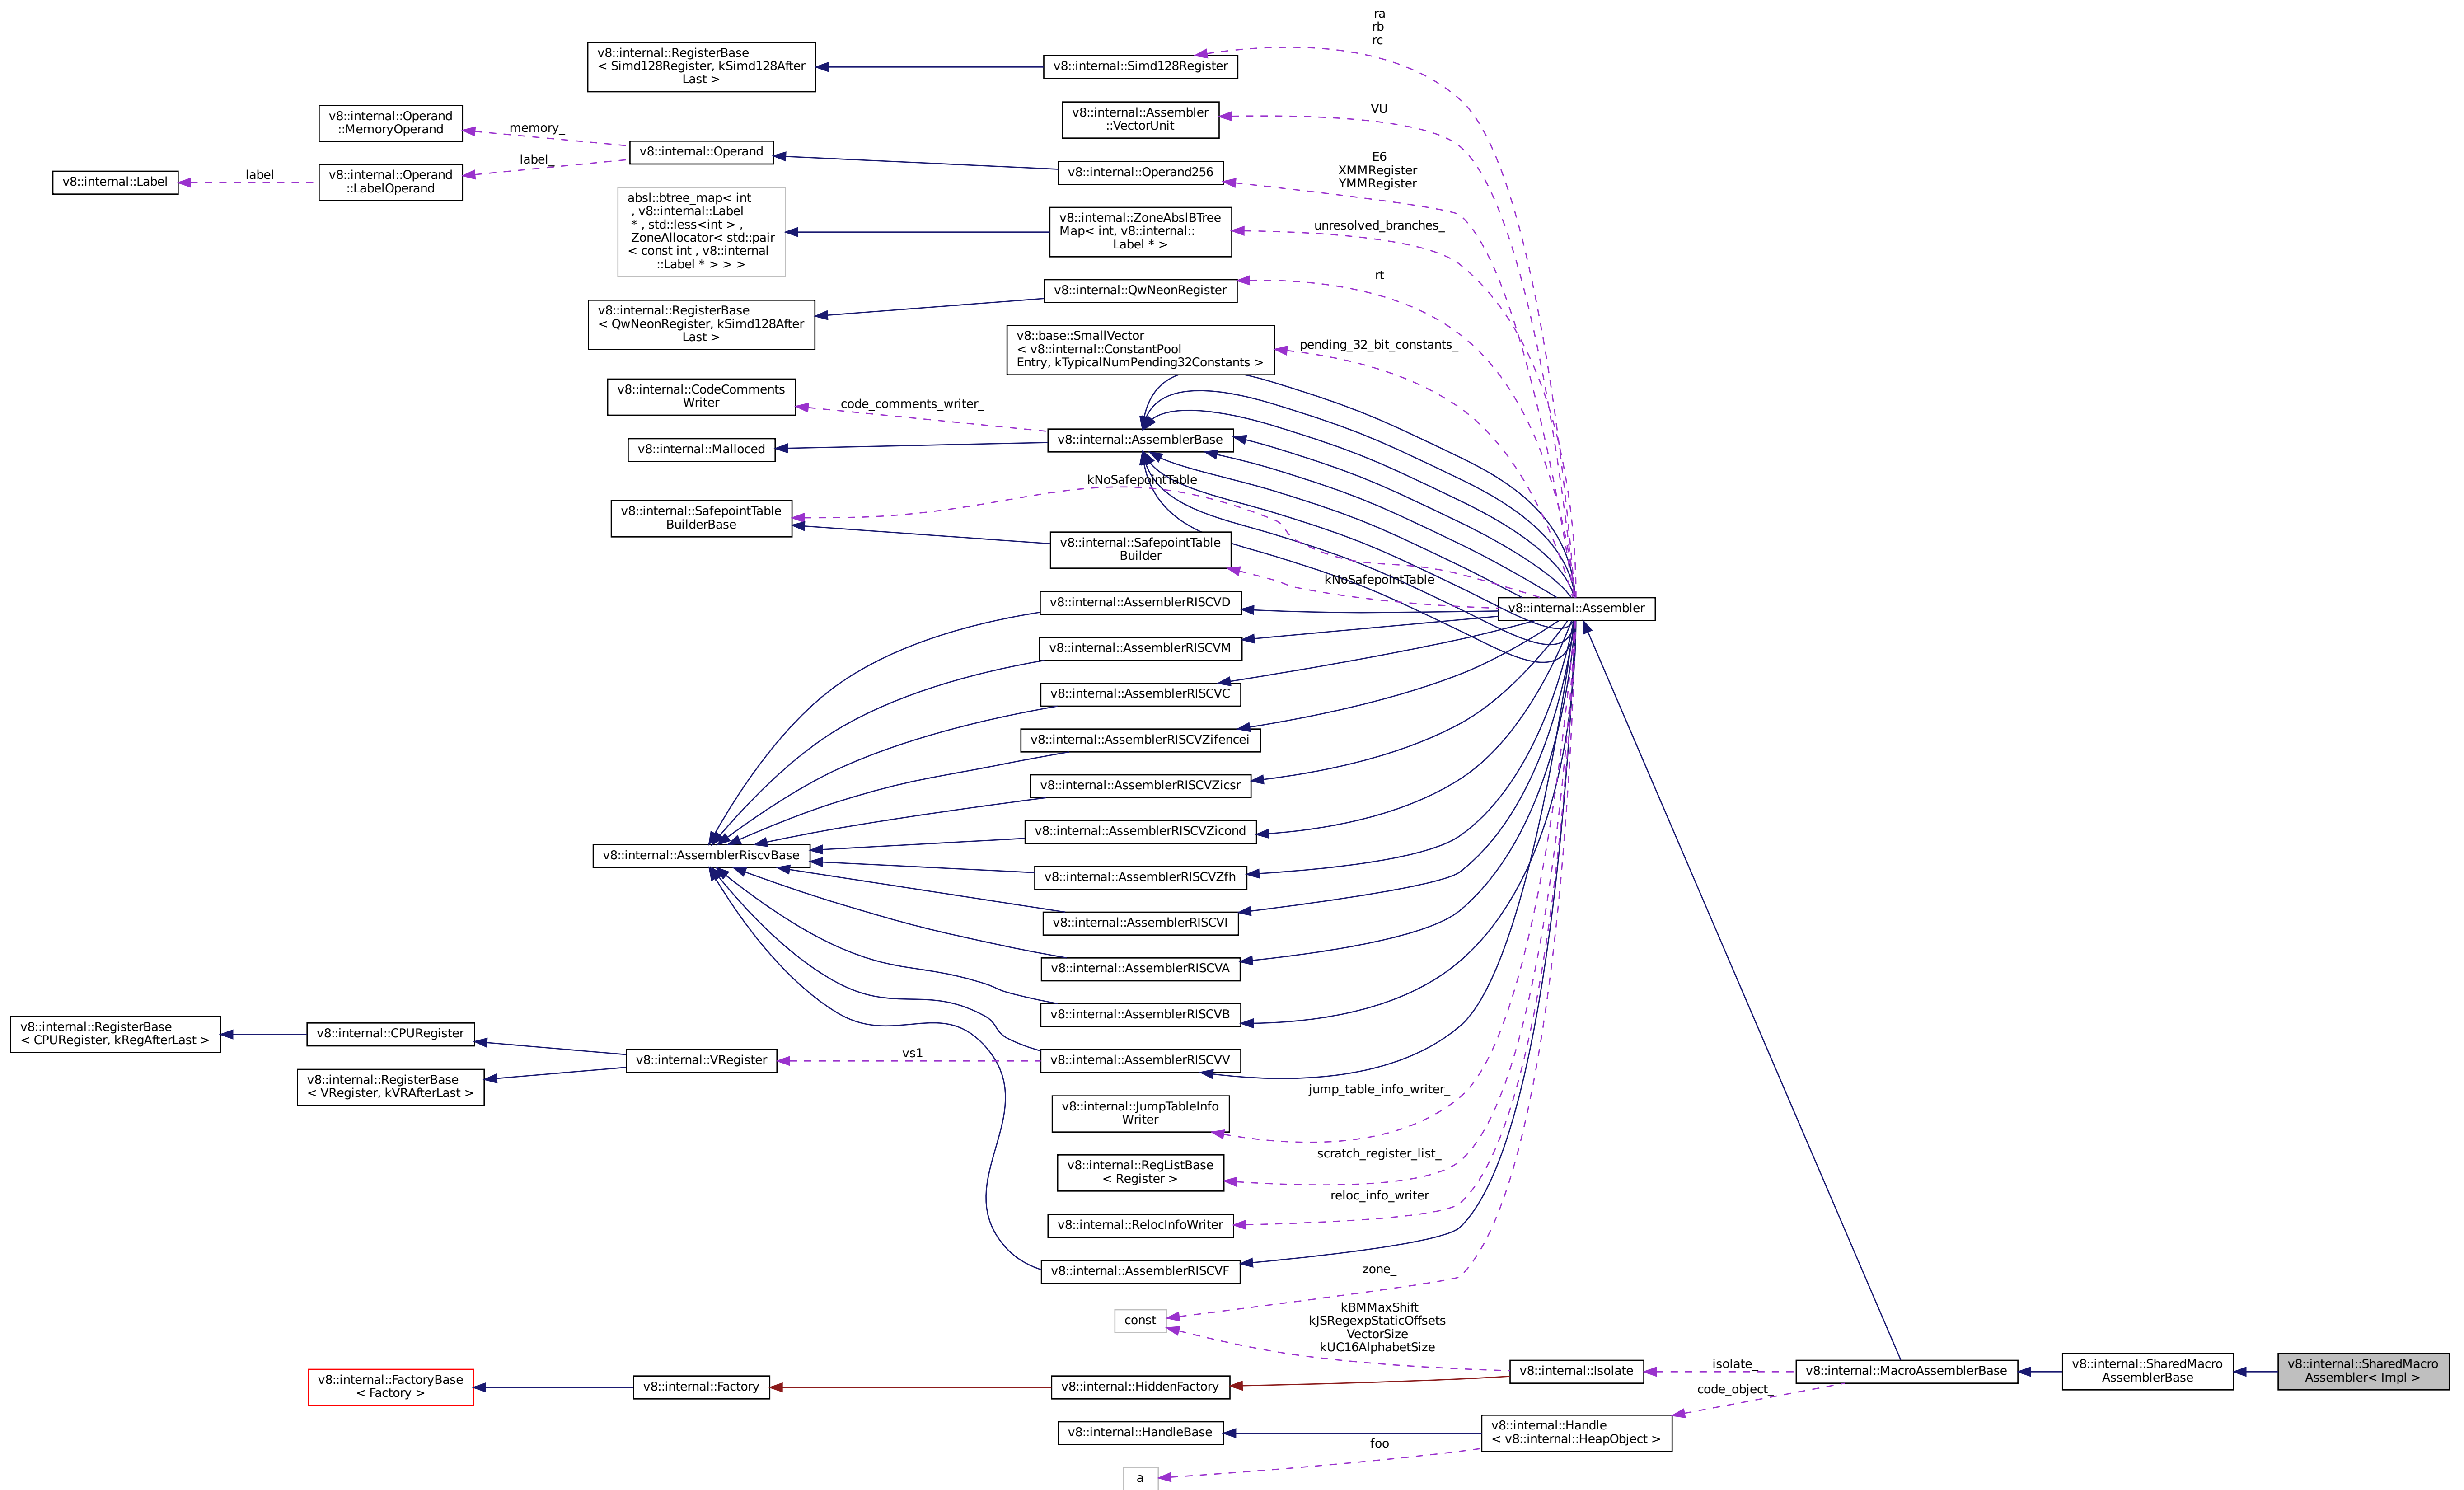 ra
rb
rc
v8::internal::RegisterBase
< Simd128Register, kSimd128After
Last >
v8::internal::Simd128Register
v8::internal::Operand
::MemoryOperand
memory_
v8::internal::Assembler
::VectorUnit
VU
v8::internal::Operand
label_
v8::internal::Label
label
v8::internal::Operand
::LabelOperand
v8::internal::Operand256
E6
XMMRegister
YMMRegister
absl::btree_map< int
, v8::internal::Label
* , std::less<int > ,
ZoneAllocator< std::pair
< const int , v8::internal
::Label * > > >
v8::internal::ZoneAbslBTree
Map< int, v8::internal::
Label * >
unresolved_branches_
rt
v8::internal::QwNeonRegister
v8::internal::RegisterBase
< QwNeonRegister, kSimd128After
Last >
v8::base::SmallVector
< v8::internal::ConstantPool
Entry, kTypicalNumPending32Constants >
pending_32_bit_constants_
v8::internal::CodeComments
Writer
code_comments_writer_
v8::internal::AssemblerBase
v8::internal::Malloced
kNoSafepointTable
v8::internal::SafepointTable
BuilderBase
v8::internal::SafepointTable
Builder
kNoSafepointTable
v8::internal::AssemblerRISCVD
v8::internal::Assembler
v8::internal::AssemblerRISCVM
v8::internal::AssemblerRISCVC
v8::internal::AssemblerRISCVZifencei
v8::internal::AssemblerRISCVZicsr
v8::internal::AssemblerRISCVZicond
v8::internal::AssemblerRiscvBase
v8::internal::AssemblerRISCVZfh
v8::internal::AssemblerRISCVI
v8::internal::AssemblerRISCVA
v8::internal::AssemblerRISCVB
v8::internal::RegisterBase
< CPURegister, kRegAfterLast >
v8::internal::CPURegister
v8::internal::VRegister
vs1
v8::internal::AssemblerRISCVV
v8::internal::RegisterBase
< VRegister, kVRAfterLast >
jump_table_info_writer_
v8::internal::JumpTableInfo
Writer
scratch_register_list_
v8::internal::RegListBase
< Register >
reloc_info_writer
v8::internal::RelocInfoWriter
v8::internal::AssemblerRISCVF
zone_
const
kBMMaxShift
kJSRegexpStaticOffsets
VectorSize
kUC16AlphabetSize
v8::internal::Isolate
isolate_
v8::internal::MacroAssemblerBase
v8::internal::SharedMacro
AssemblerBase
v8::internal::SharedMacro
Assembler< Impl >
v8::internal::FactoryBase
< Factory >
v8::internal::Factory
v8::internal::HiddenFactory
code_object_
v8::internal::HandleBase
v8::internal::Handle
< v8::internal::HeapObject >
foo
a